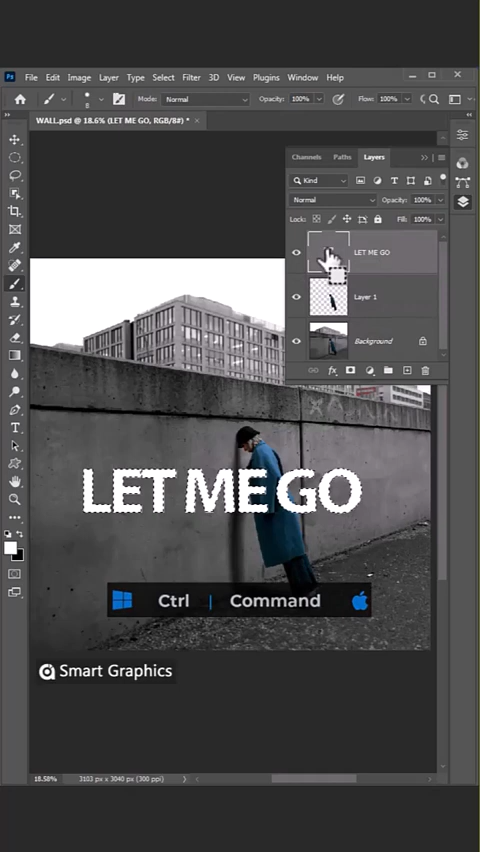 Ps File Edit Image Layer Type Select Filter 3D View Plugins Window Help
Mode: Normal Opacity: 100% Flow: 100%
WALL.psd @ 18.6% (LET ME GO, RGB/8#) * ×
Channels Paths Layers
Kind
Normal Opacity: 100%
Lock: Fill: 100%
LET ME GO
Layer 1
Background
LET ME GO
Ctrl | Command
Smart Graphics
18.58% 3103 px x 3040 px (300 ppi)